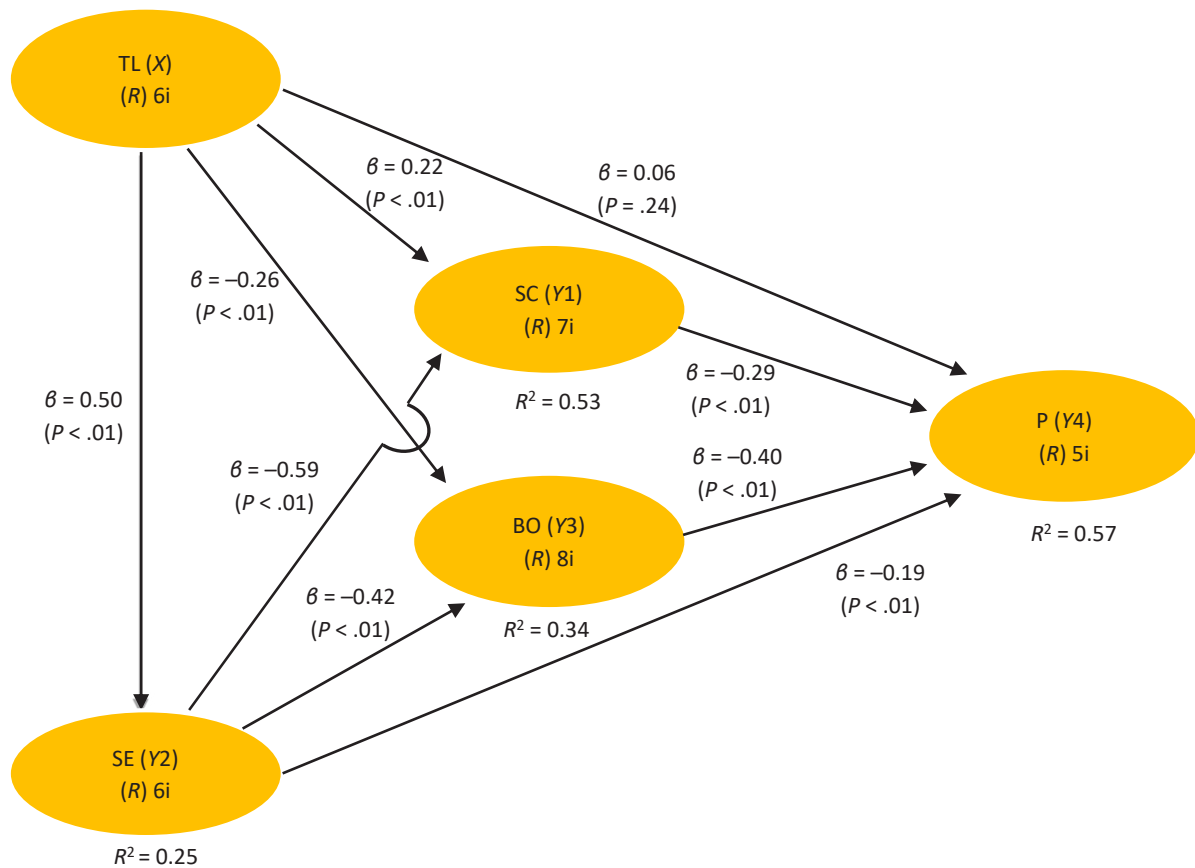 TL (X)
(R) 6i
β = 0.22
(P < .01)
β = 0.06
(P = .24)
β = –0.26
(P < .01)
SC (Y1)
(R) 7i
R² = 0.53
β = –0.29
(P < .01)
β = 0.50
(P < .01)
P (Y4)
(R) 5i
R² = 0.57
β = –0.59
(P < .01)
β = –0.40
(P < .01)
BO (Y3)
(R) 8i
R² = 0.34
β = –0.42
(P < .01)
β = –0.19
(P < .01)
SE (Y2)
(R) 6i
R² = 0.25